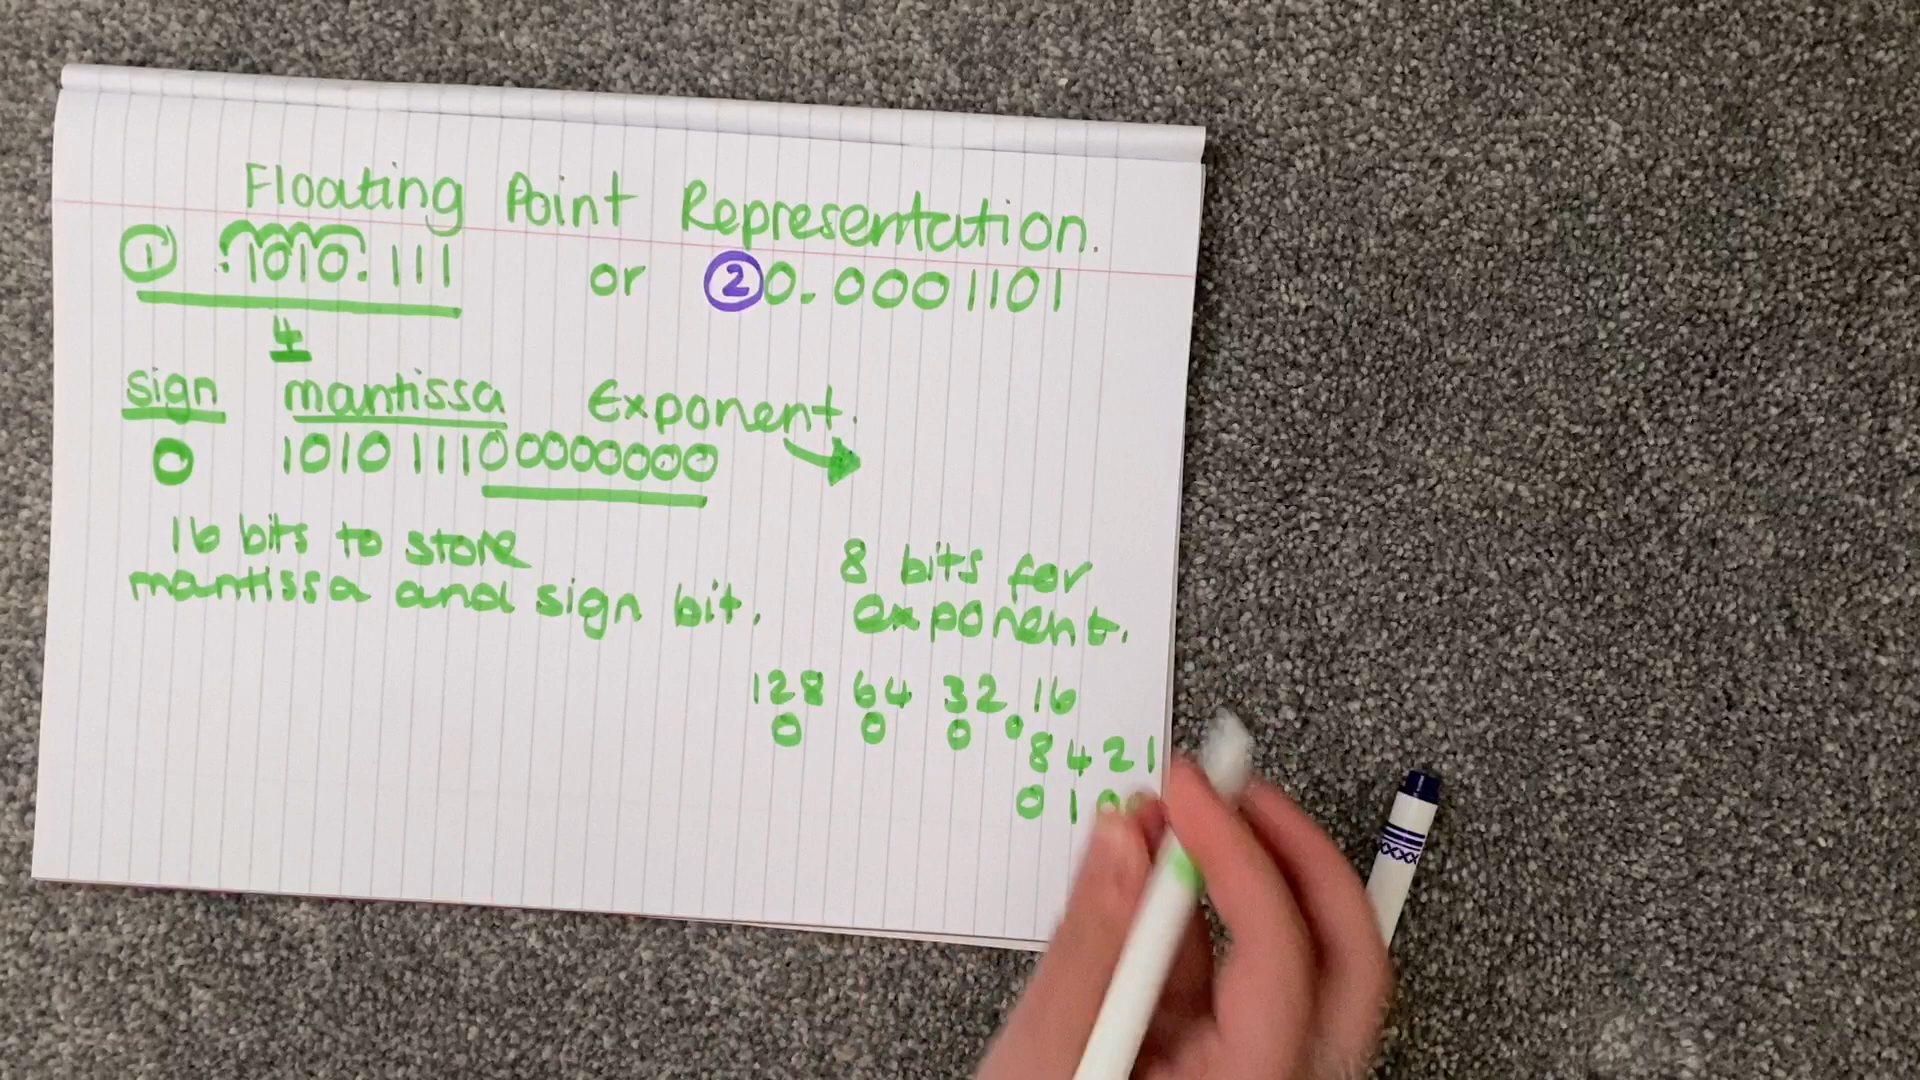 Floating Point Representation.
① .1010.111 or ② 0.0001101
4
sign mantissa Exponent.
0 101011100000000
16 bits to store
mantissa and sign bit.
8 bits for
exponent.
128 64 32 16
0 0 0 0
8 4 2 1
0 1 0